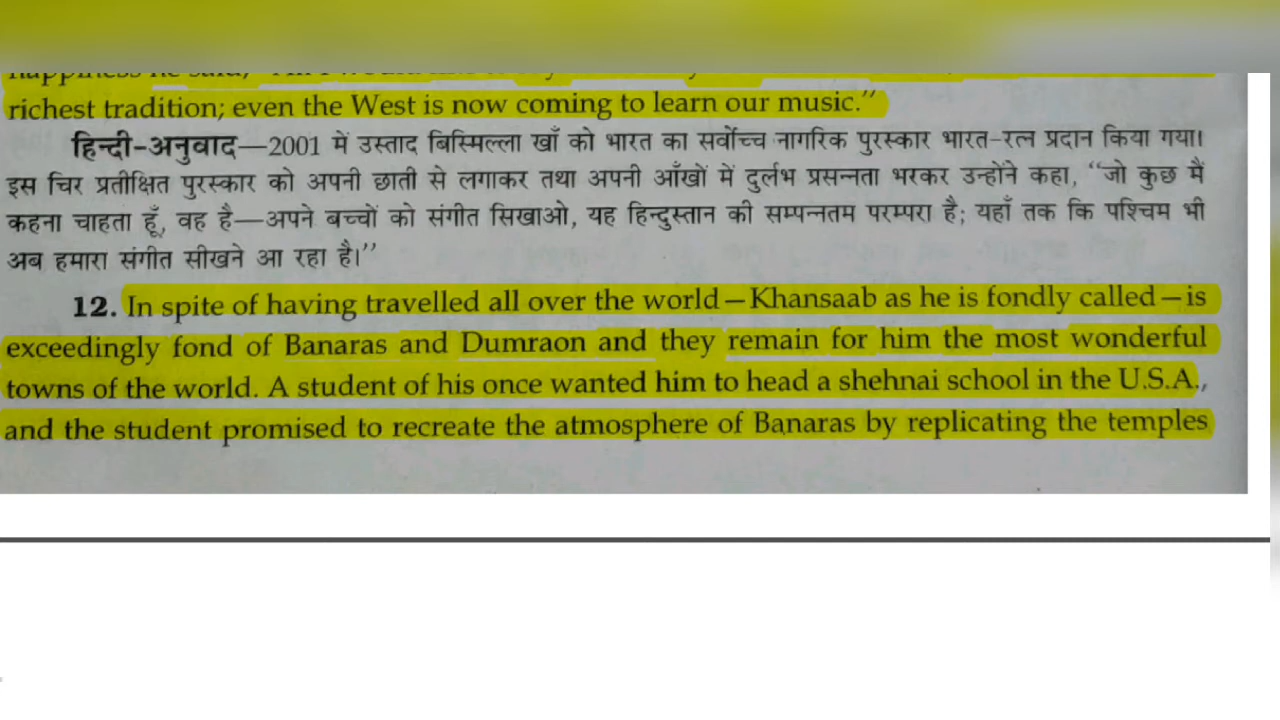 happiness he said,
richest tradition; even the West is now coming to learn our music.”
हिन्दी-अनुवाद—2001 में उस्ताद बिस्मिल्ला खाँ को भारत का सर्वोच्च नागरिक पुरस्कार भारत-रत्न प्रदान किया गया।
इस चिर प्रतीक्षित पुरस्कार को अपनी छाती से लगाकर तथा अपनी आँखों में दुर्लभ प्रसन्नता भरकर उन्होंने कहा, “जो कुछ मैं
कहना चाहता हूँ, वह है—अपने बच्चों को संगीत सिखाओ, यह हिन्दुस्तान की सम्पन्नतम परम्परा है; यहाँ तक कि पश्चिम भी
अब हमारा संगीत सीखने आ रहा है।”
12. In spite of having travelled all over the world—Khansaab as he is fondly called—is
exceedingly fond of Banaras and Dumraon and they remain for him the most wonderful
towns of the world. A student of his once wanted him to head a shehnai school in the U.S.A.,
and the student promised to recreate the atmosphere of Banaras by replicating the temples